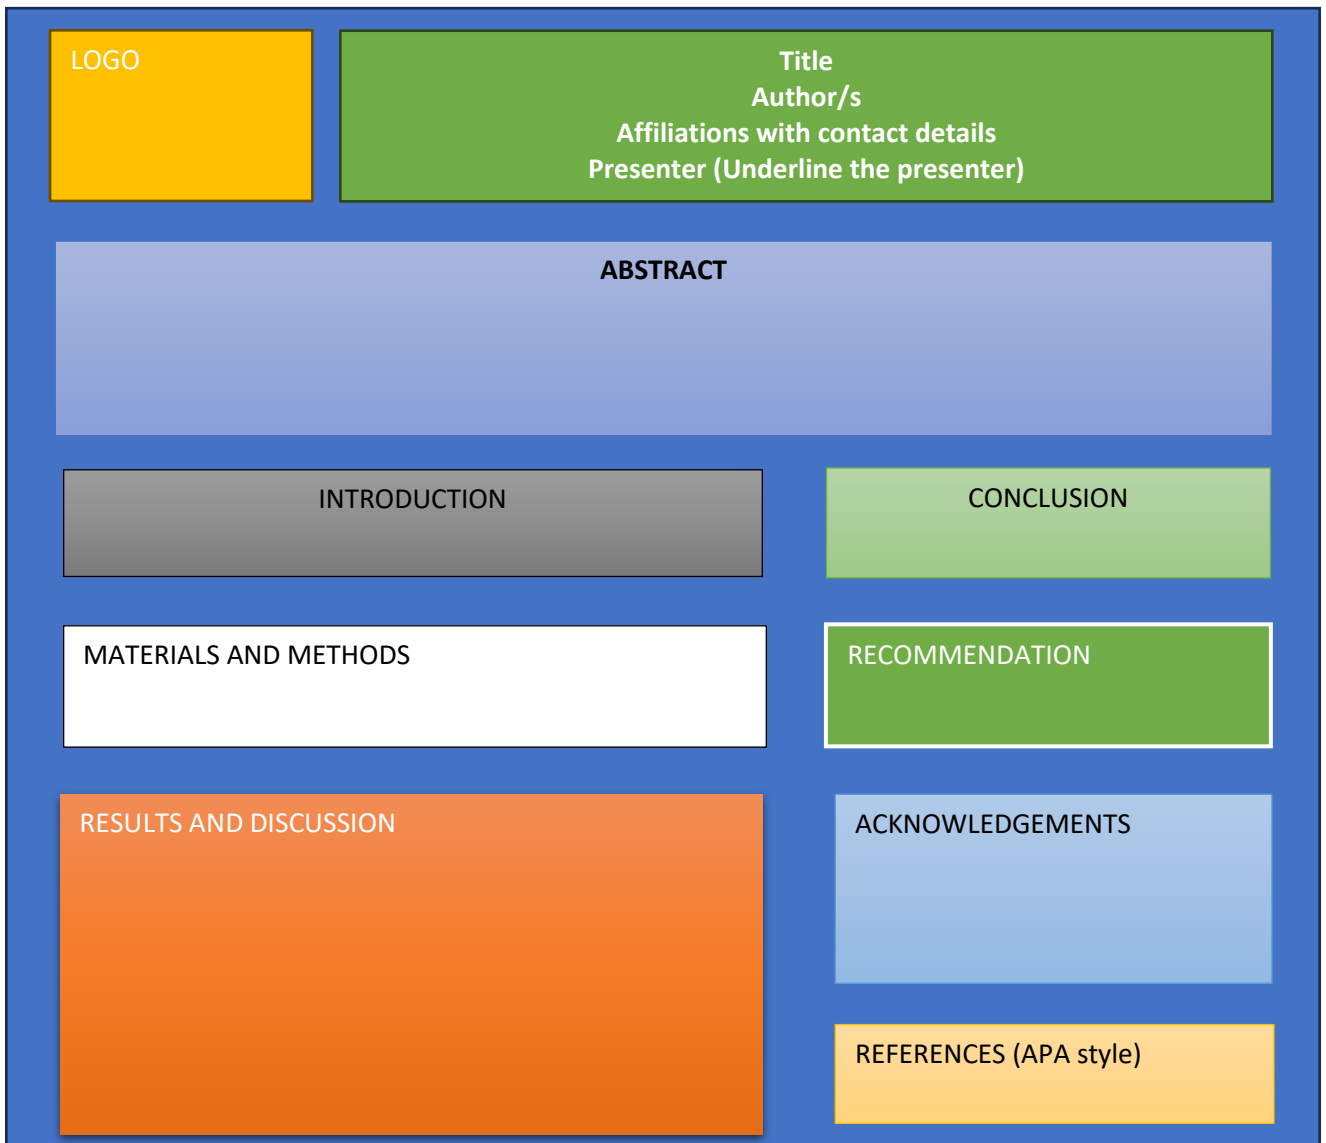 LOGO
Title
Author/s
Affiliations with contact details
Presenter (Underline the presenter)
ABSTRACT
INTRODUCTION
MATERIALS AND METHODS
RESULTS AND DISCUSSION
CONCLUSION
RECOMMENDATION
ACKNOWLEDGEMENTS
REFERENCES (APA style)